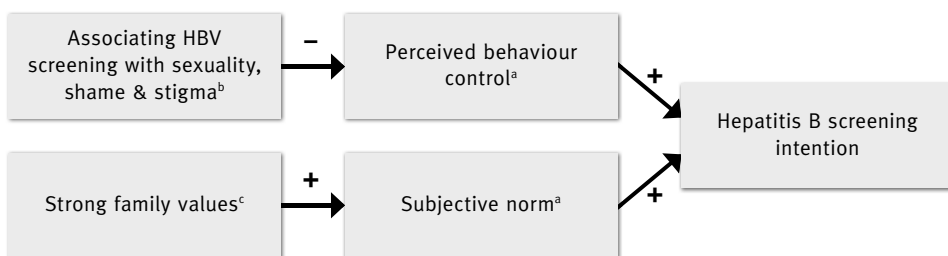 Associating HBV
screening with sexuality,
shame & stigmaᵇ
–
Perceived behaviour
controlᵃ
+
Hepatitis B screening
intention
Strong family valuesᶜ
+
Subjective normᵃ
+